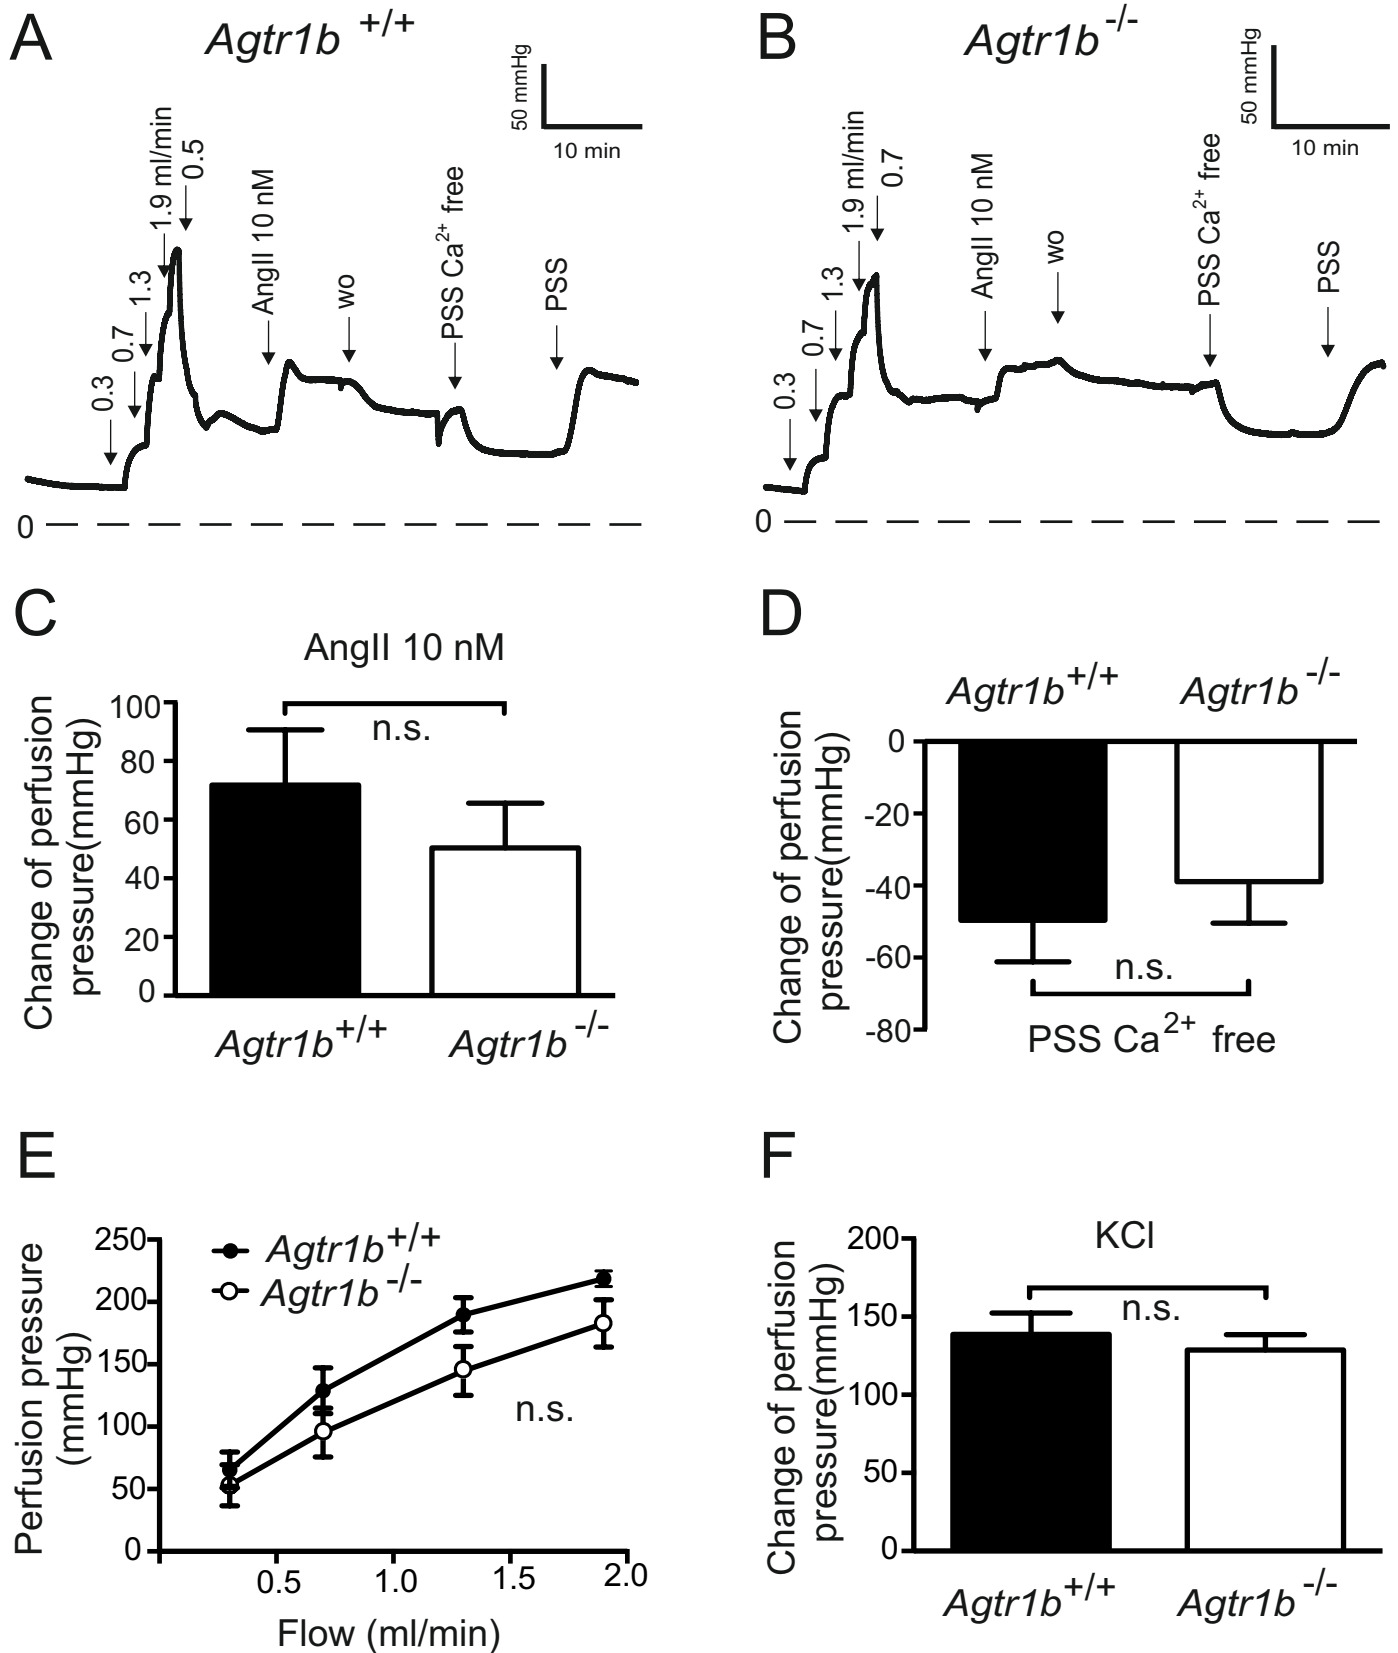 A
Agtr1b +/+
50 mmHg
10 min
0.3
0.7
1.3
1.9 ml/min
0.5
AngII 10 nM
wo
PSS Ca2+ free
PSS
0
B
Agtr1b -/-
50 mmHg
10 min
0.3
0.7
1.3
1.9 ml/min
0.7
AngII 10 nM
wo
PSS Ca2+ free
PSS
0
C
AngII 10 nM
Change of perfusion
pressure(mmHg)
100
80
60
40
20
0
n.s.
Agtr1b+/+
Agtr1b -/-
D
Agtr1b+/+
Agtr1b -/-
Change of perfusion
pressure(mmHg)
0
-20
-40
-60
-80
n.s.
PSS Ca2+ free
E
Perfusion pressure
(mmHg)
250
200
150
100
50
0
Agtr1b+/+
Agtr1b -/-
n.s.
0.5
1.0
1.5
2.0
Flow (ml/min)
F
KCl
Change of perfusion
pressure(mmHg)
200
150
100
50
0
n.s.
Agtr1b+/+
Agtr1b -/-